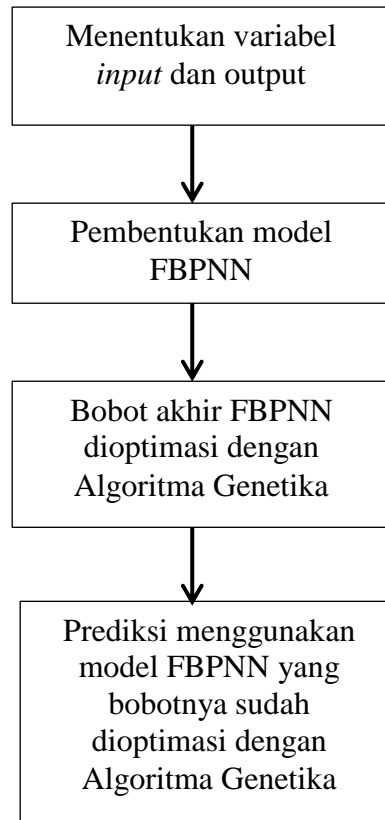 Menentukan variabel
input dan output
Pembentukan model
FBPNN
Bobot akhir FBPNN
dioptimasi dengan
Algoritma Genetika
Prediksi menggunakan
model FBPNN yang
bobotnya sudah
dioptimasi dengan
Algoritma Genetika